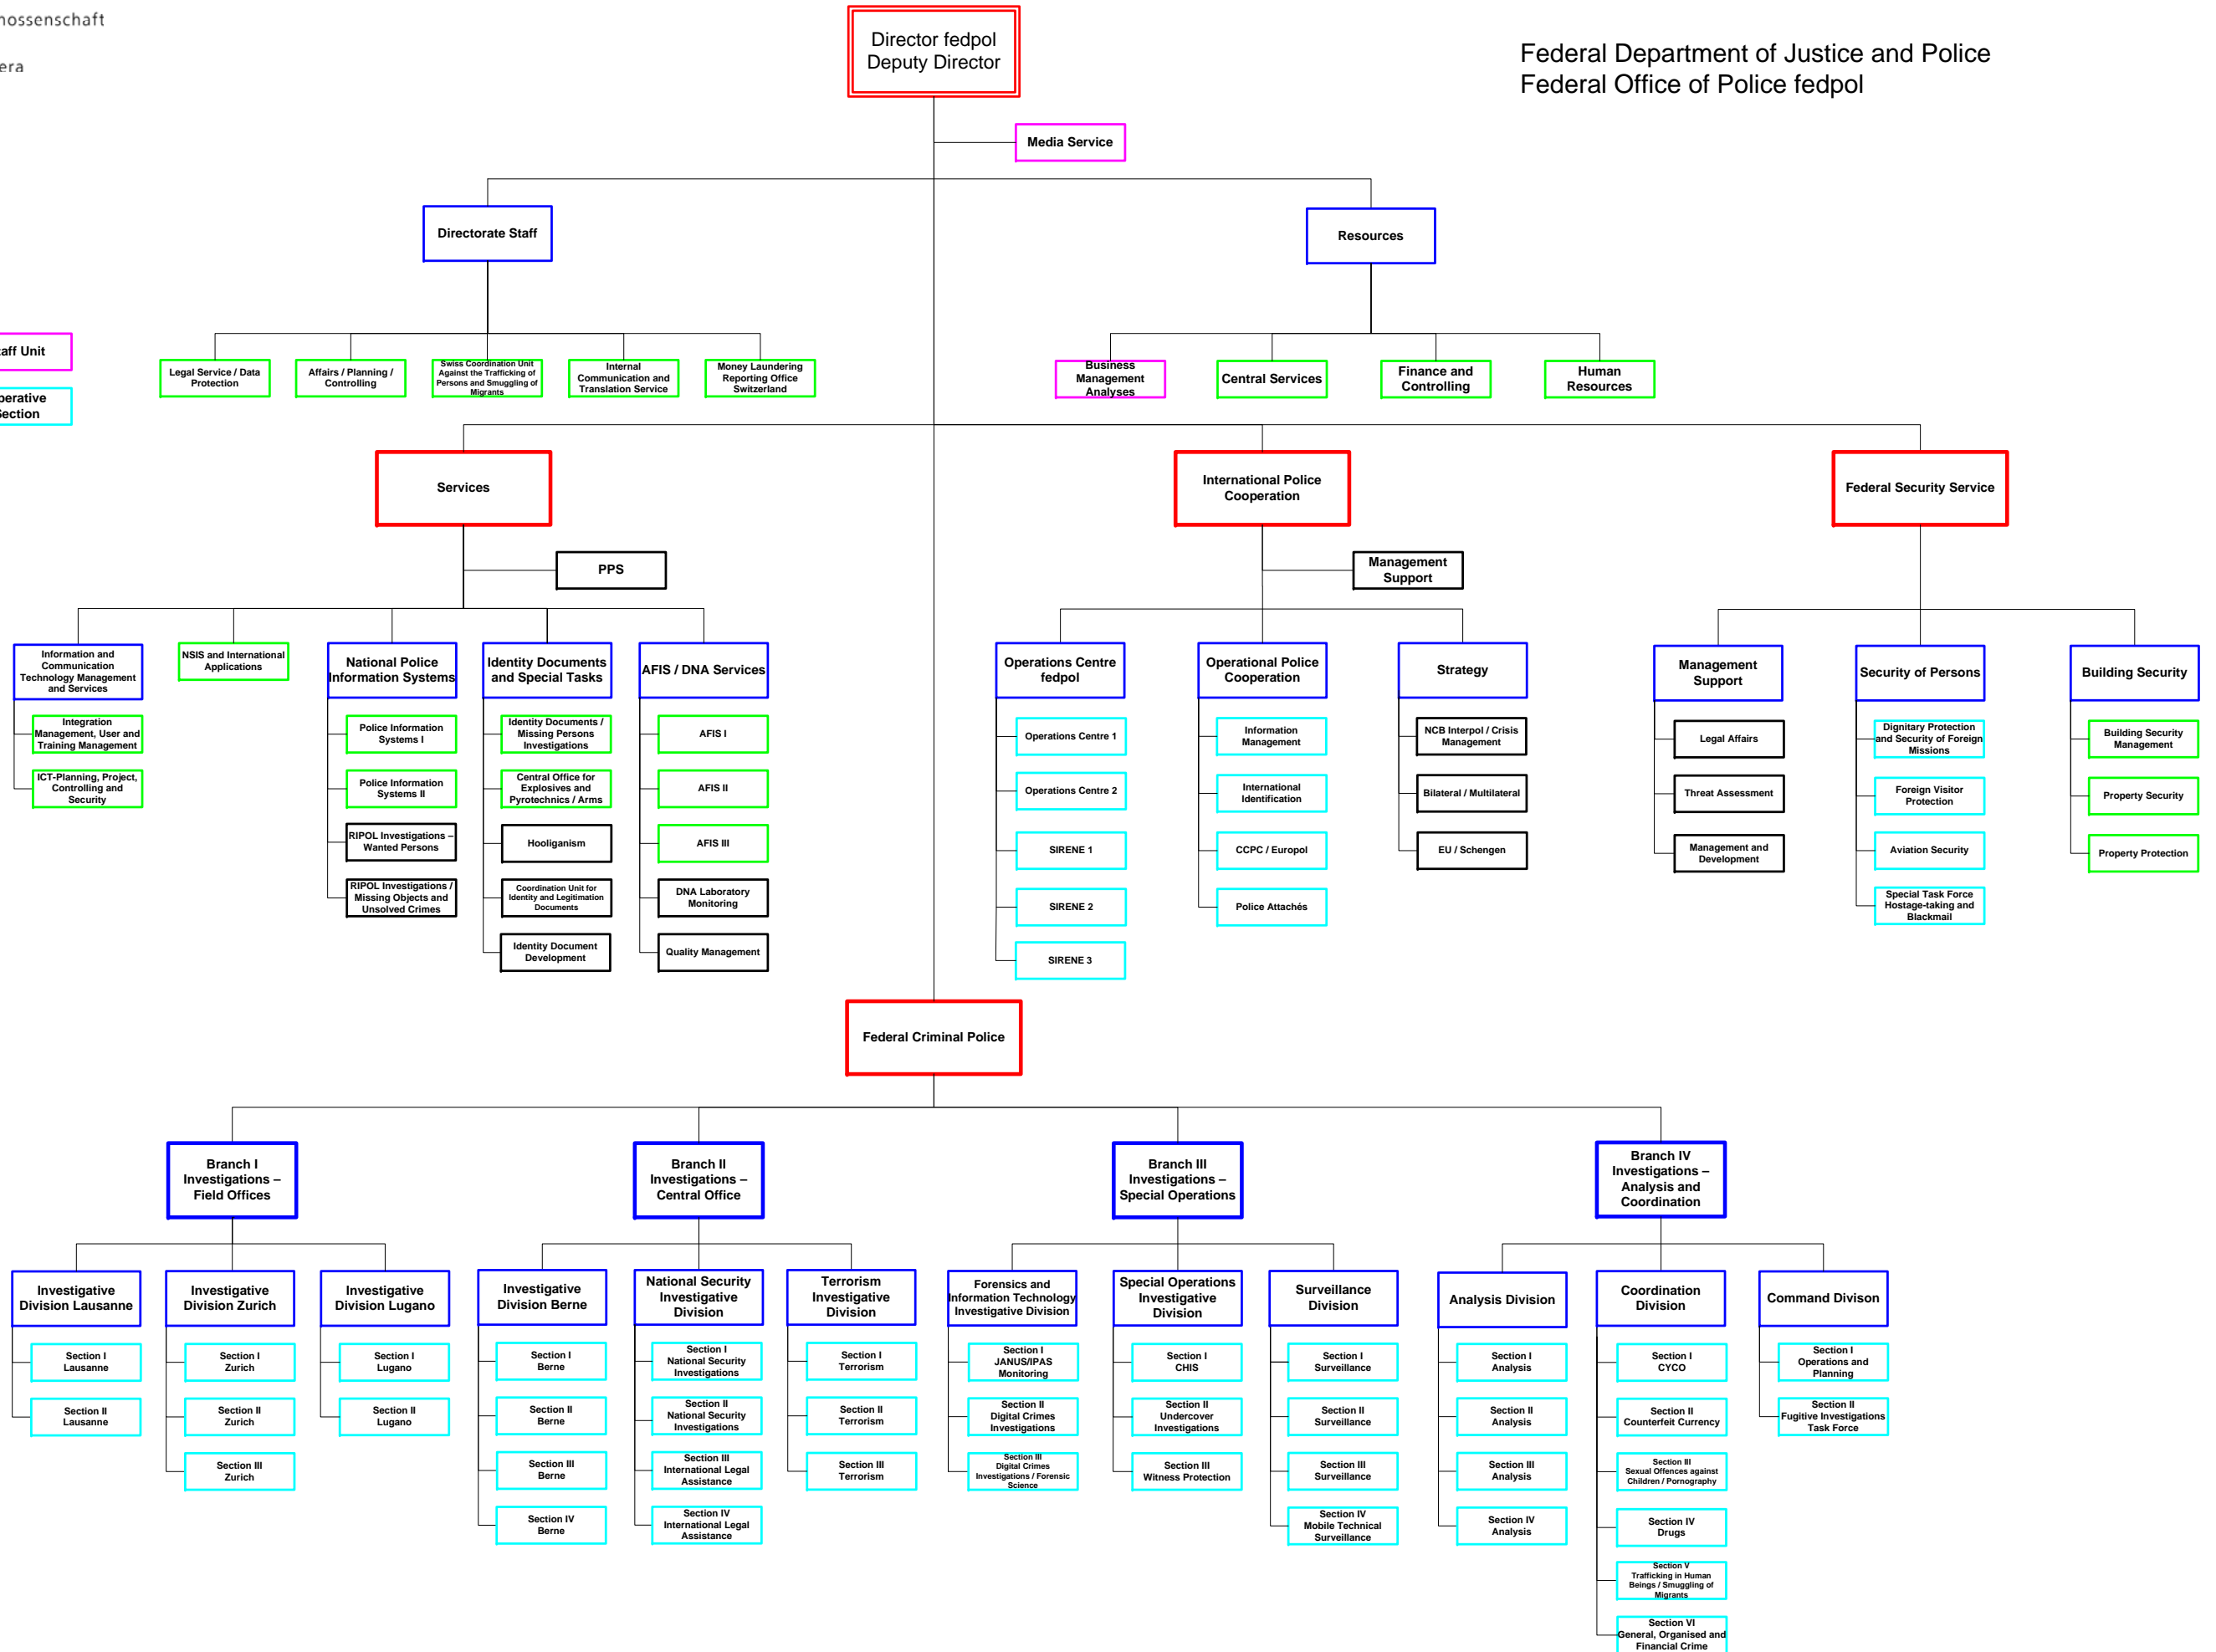 Director fedpol
Deputy Director
Federal Department of Justice and Police
Federal Office of Police fedpol
Media Service
Directorate Staff
Resources
Legal Service / Data
Protection
Affairs / Planning /
Controlling
Swiss Coordination Unit
Against the Trafficking of
Persons and Smuggling of
Migrants
Internal
Communication and
Translation Service
Money Laundering
Reporting Office
Switzerland
Business
Management
Analyses
Central Services
Finance and
Controlling
Human
Resources
Unit
Section
Services
International Police
Cooperation
Federal Security Service
PPS
Management
Support
Information and
Communication
Technology Management
and Services
Integration
Management, User and
Training Management
ICT-Planning, Project,
Controlling and
Security
NSIS and International
Applications
National Police
Information Systems
Police Information
Systems I
Police Information
Systems II
RIPOL Investigations –
Wanted Persons
RIPOL Investigations /
Missing Objects and
Unsolved Crimes
Identity Documents
and Special Tasks
Identity Documents /
Missing Persons
Investigations
Central Office for
Explosives and
Pyrotechnics / Arms
Hooliganism
Coordination Unit for
Identity and Legitimation
Documents
Identity Document
Development
AFIS / DNA Services
AFIS I
AFIS II
AFIS III
DNA Laboratory
Monitoring
Quality Management
Operations Centre
fedpol
Operations Centre 1
Operations Centre 2
SIRENE 1
SIRENE 2
SIRENE 3
Operational Police
Cooperation
Information
Management
International
Identification
CCPC / Europol
Police Attachés
Strategy
NCB Interpol / Crisis
Management
Bilateral / Multilateral
EU / Schengen
Management
Support
Legal Affairs
Threat Assessment
Management and
Development
Security of Persons
Dignitary Protection
and Security of Foreign
Missions
Foreign Visitor
Protection
Aviation Security
Special Task Force
Hostage-taking and
Blackmail
Building Security
Building Security
Management
Property Security
Property Protection
Federal Criminal Police
Branch I
Investigations –
Field Offices
Branch II
Investigations –
Central Office
Branch III
Investigations –
Special Operations
Branch IV
Investigations –
Analysis and
Coordination
Investigative
Division Lausanne
Section I
Lausanne
Section II
Lausanne
Investigative
Division Zurich
Section I
Zurich
Section II
Zurich
Section III
Zurich
Investigative
Division Lugano
Section I
Lugano
Section II
Lugano
Investigative
Division Berne
Section I
Berne
Section II
Berne
Section III
Berne
Section IV
Berne
National Security
Investigative
Division
Section I
National Security
Investigations
Section II
National Security
Investigations
Section III
International Legal
Assistance
Section IV
International Legal
Assistance
Terrorism
Investigative
Division
Section I
Terrorism
Section II
Terrorism
Section III
Terrorism
Forensics and
Information Technology
Investigative Division
Section I
JANUS/IPAS
Monitoring
Section II
Digital Crimes
Investigations
Section III
Digital Crimes
Investigations / Forensic
Science
Special Operations
Investigative
Division
Section I
CHIS
Section II
Undercover
Investigations
Section III
Witness Protection
Surveillance
Division
Section I
Surveillance
Section II
Surveillance
Section III
Surveillance
Section IV
Mobile Technical
Surveillance
Analysis Division
Section I
Analysis
Section II
Analysis
Section III
Analysis
Section IV
Analysis
Coordination
Division
Section I
CYCO
Section II
Counterfeit Currency
Section III
Sexual Offences against
Children / Pornography
Section IV
Drugs
Section V
Trafficking in Human
Beings / Smuggling of
Migrants
Section VI
General, Organised and
Financial Crime
Command Divison
Section I
Operations and
Planning
Section II
Fugitive Investigations
Task Force